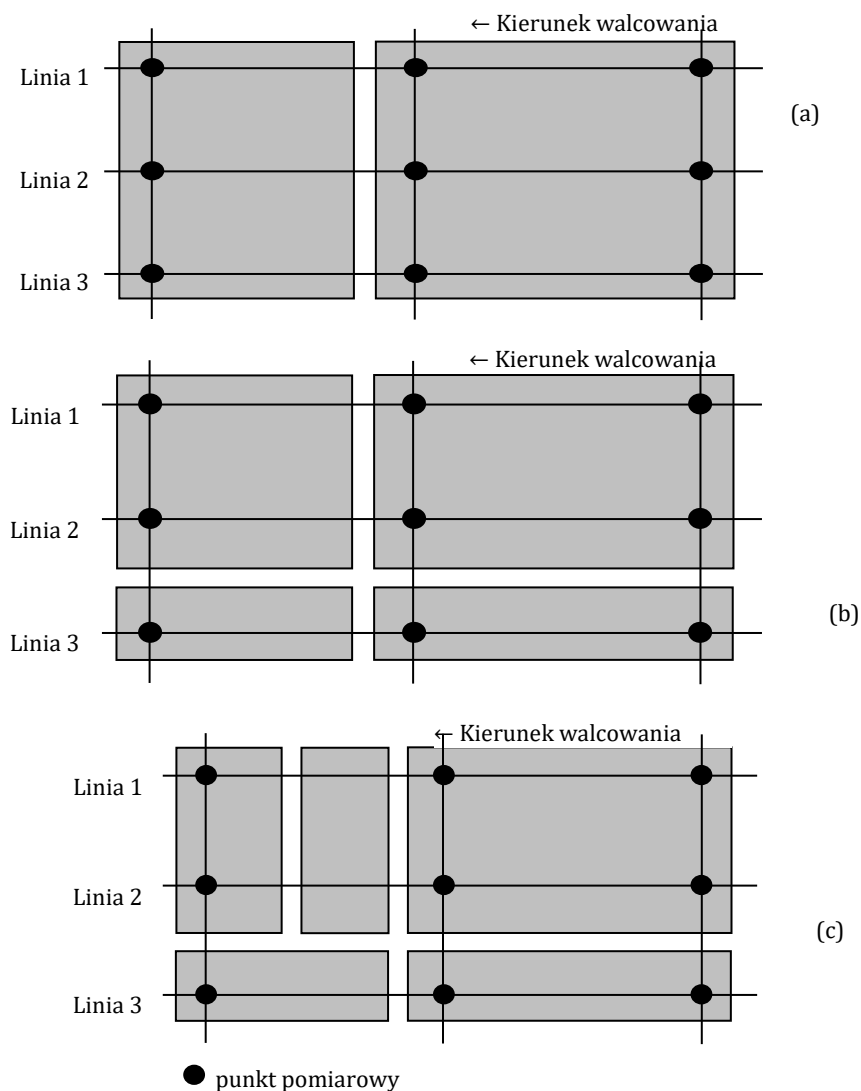 ← Kierunek walcowania
Linia 1
(a)
Linia 2
Linia 3
← Kierunek walcowania
Linia 1
Linia 2
(b)
Linia 3
← Kierunek walcowania
Linia 1
Linia 2
(c)
Linia 3
punkt pomiarowy